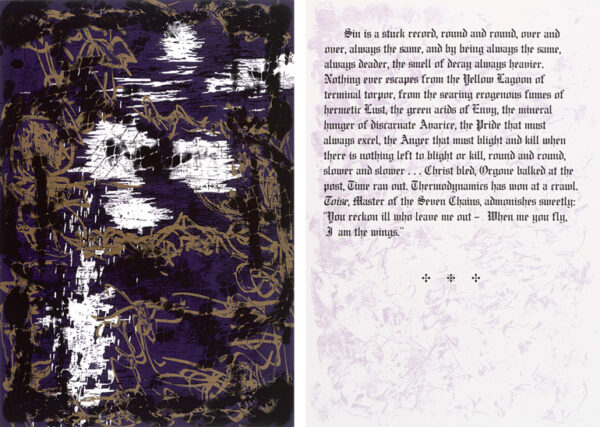 Sin is a stuck record, round and round, over and
over, always the same, and by being always the same,
always deader, the smell of decay always heavier.
Nothing ever escapes from the Yellow Lagoon of
terminal torpor, from the searing erogenous fumes of
hermetic Lust, the green acids of Envy, the mineral
hunger of discarnate Avarice, the Pride that must
always excel, the Anger that must blight and kill when
there is nothing left to blight or kill, round and round,
slower and slower . . . Christ bled, Orgone balked at the
post, Time ran out. Thermodynamics has won at a crawl.
Toise, Master of the Seven Chains, admonishes sweetly:
"You reckon ill who leave me out – When me you fly,
I am the wings."